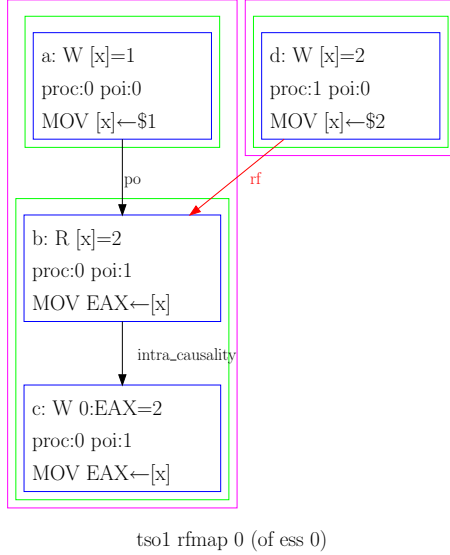 a: W [x]=1
proc:0 poi:0
MOV [x]←$1
d: W [x]=2
proc:1 poi:0
MOV [x]←$2
po
rf
b: R [x]=2
proc:0 poi:1
MOV EAX←[x]
intra_causality
c: W 0:EAX=2
proc:0 poi:1
MOV EAX←[x]
tso1 rfmap 0 (of ess 0)